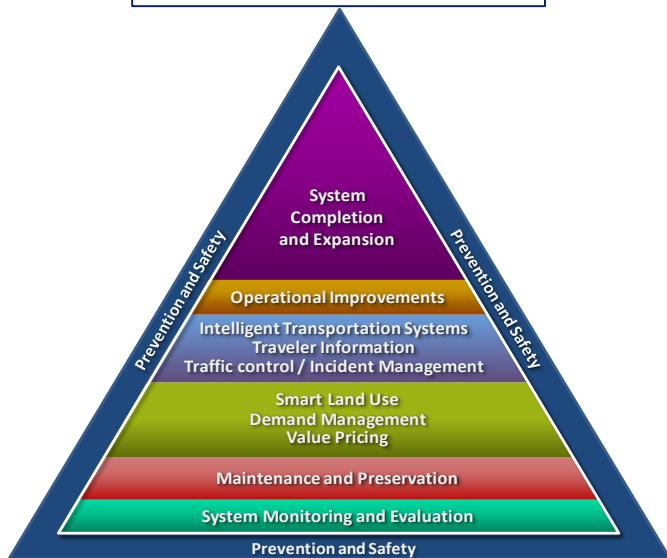 System
Completion
and Expansion
Operational Improvements
Intelligent Transportation Systems
Traveler Information
Traffic control / Incident Management
Smart Land Use
Demand Management
Value Pricing
Maintenance and Preservation
System Monitoring and Evaluation
Prevention and Safety
Prevention and Safety
Prevention and Safety